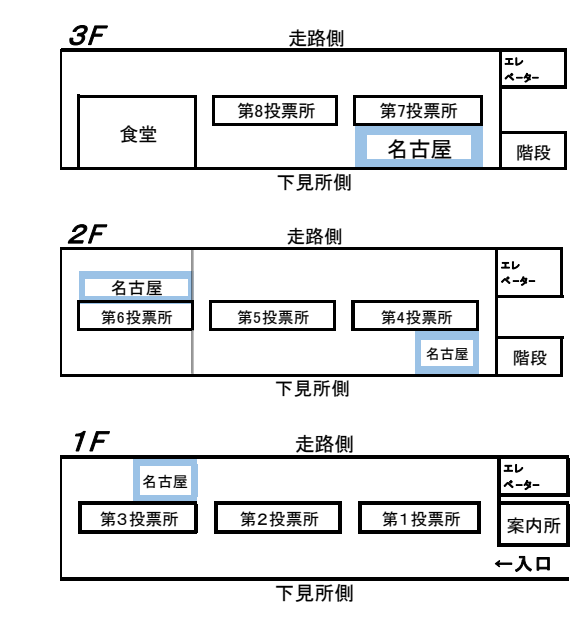 3F
走路側
エレ
ベーター
第8投票所
第7投票所
食堂
名古屋
階段
下見所側
2F
走路側
エレ
ベーター
名古屋
第6投票所
第5投票所
第4投票所
名古屋
階段
下見所側
1F
走路側
エレ
ベーター
名古屋
第3投票所
第2投票所
第1投票所
案内所
←入口
下見所側